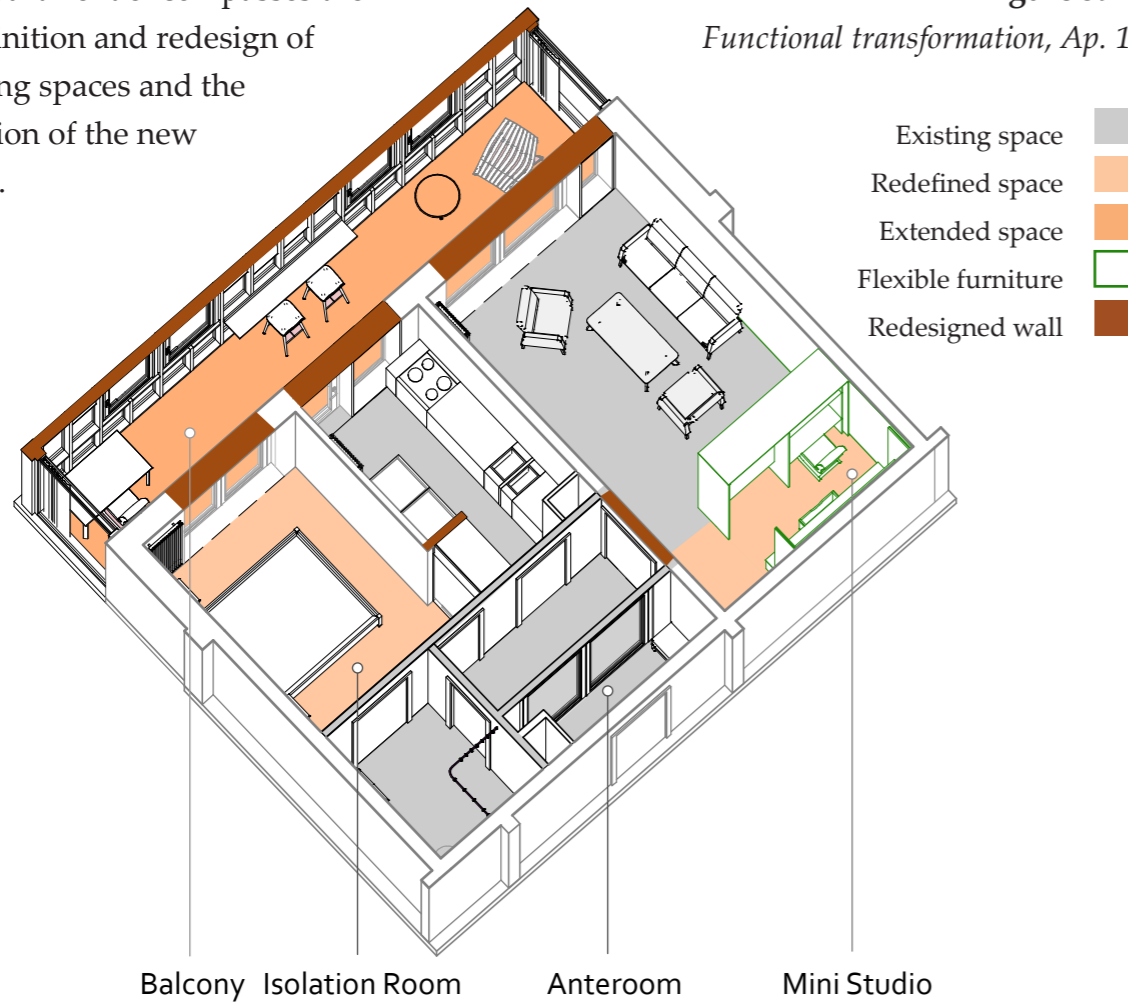 inition and redesign of
ng spaces and the
ion of the new
.
Functional transformation, Ap. 1
Existing space
Redefined space
Extended space
Flexible furniture
Redesigned wall
Balcony
Isolation Room
Anteroom
Mini Studio